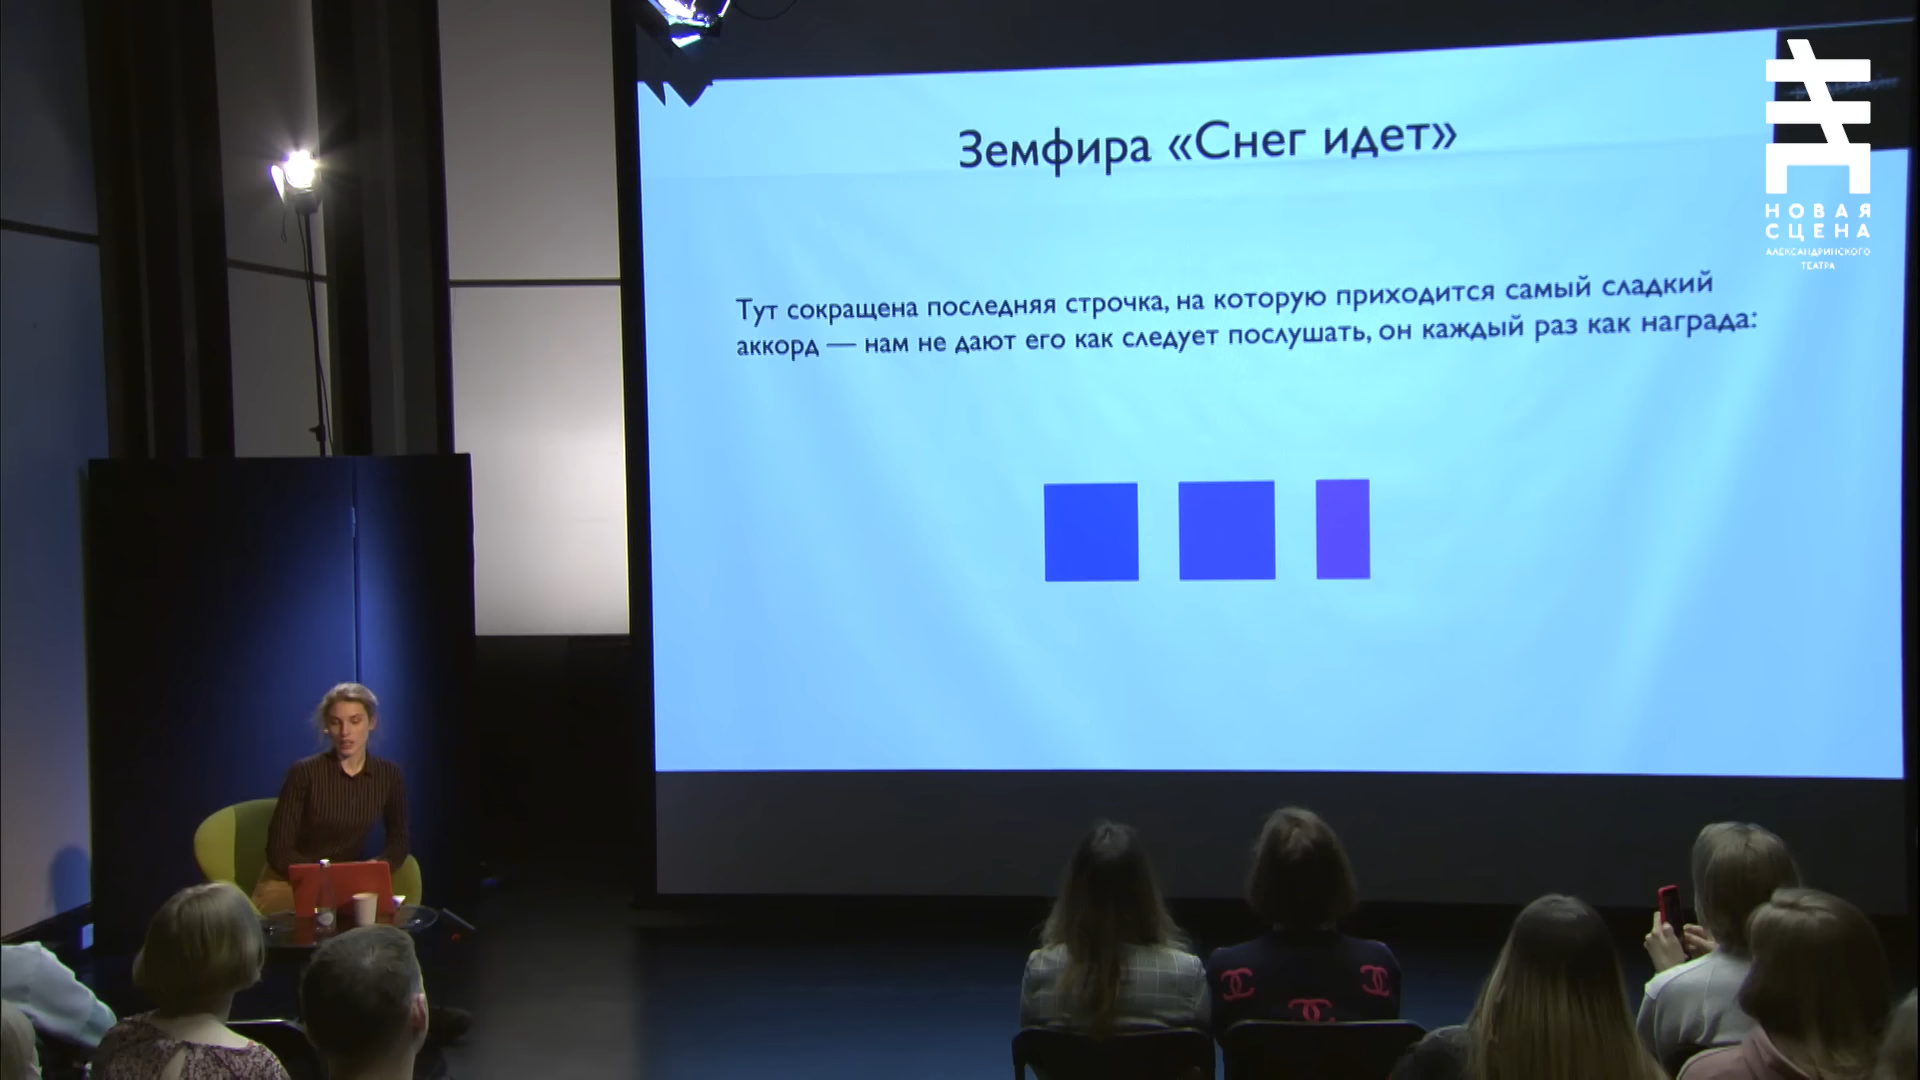 Земфира «Снег идет»
Тут сокращена последняя строчка, на которую приходится самый сладкий
аккорд — нам не дают его как следует послушать, он каждый раз как награда:
НОВАЯ
СЦЕНА
АЛЕКСАНДРИНСКОГО
ТЕАТРА